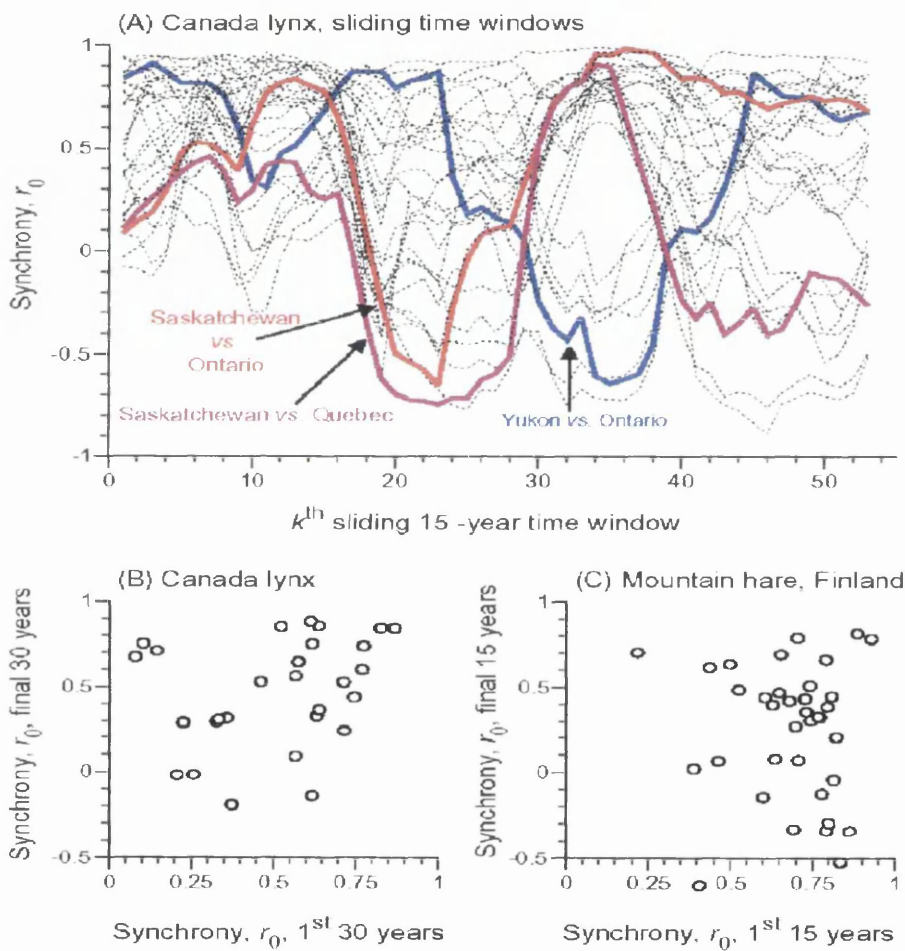 (A) Canada lynx, sliding time windows
1
0.5
0
-0.5
-1
Synchrony, r0
Saskatchewan
vs
Ontario
Saskatchewan vs. Quebec
Yukon vs. Ontario
0 10 20 30 40 50
kth sliding 15 -year time window
(B) Canada lynx
1
0.5
0
-0.5
Synchrony, r0, final 30 years
0 0.25 0.5 0.75 1
Synchrony, r0, 1st 30 years
(C) Mountain hare, Finland
1
0.5
0
-0.5
Synchrony, r0, final 15 years
0 0.25 0.5 0.75 1
Synchrony, r0, 1st 15 years